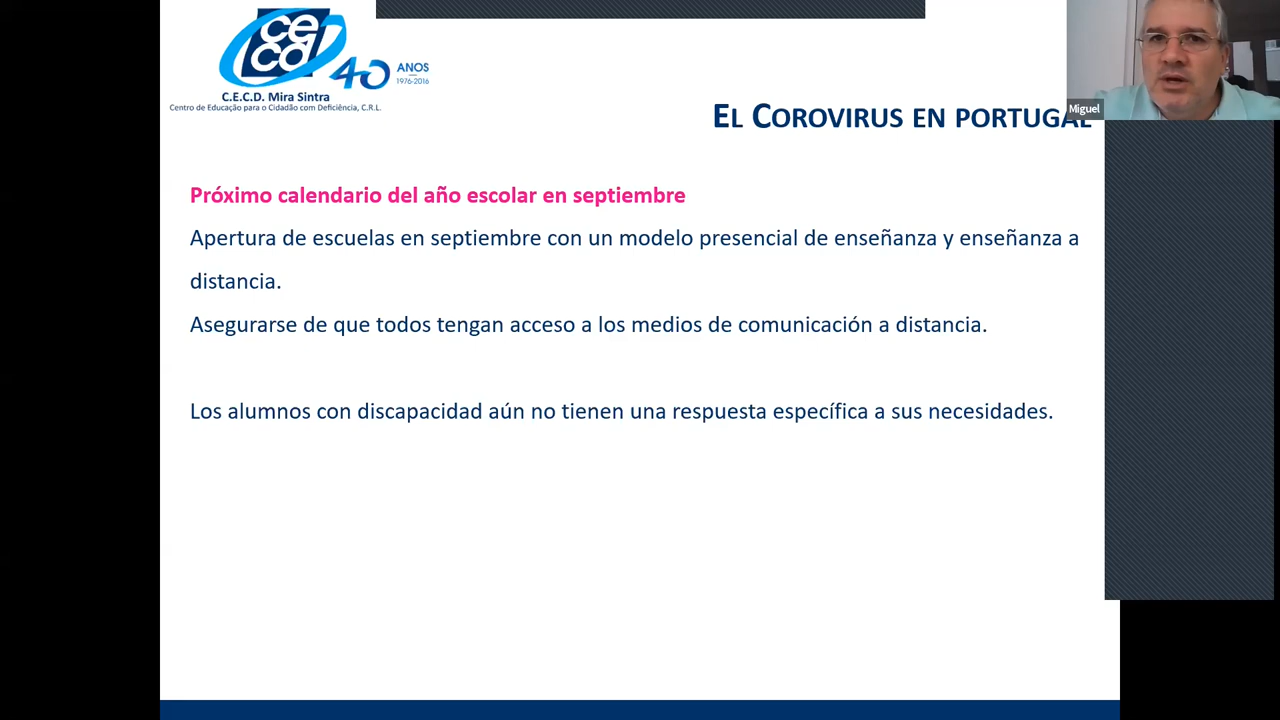 cecd
40 ANOS
1976-2016
C.E.C.D. Mira Sintra
Centro de Educação para o Cidadão com Deficiência, C.R.L.
Miguel
EL COROVIRUS EN PORTUGAL
Próximo calendario del año escolar en septiembre
Apertura de escuelas en septiembre con un modelo presencial de enseñanza y enseñanza a
distancia.
Asegurarse de que todos tengan acceso a los medios de comunicación a distancia.
Los alumnos con discapacidad aún no tienen una respuesta específica a sus necesidades.